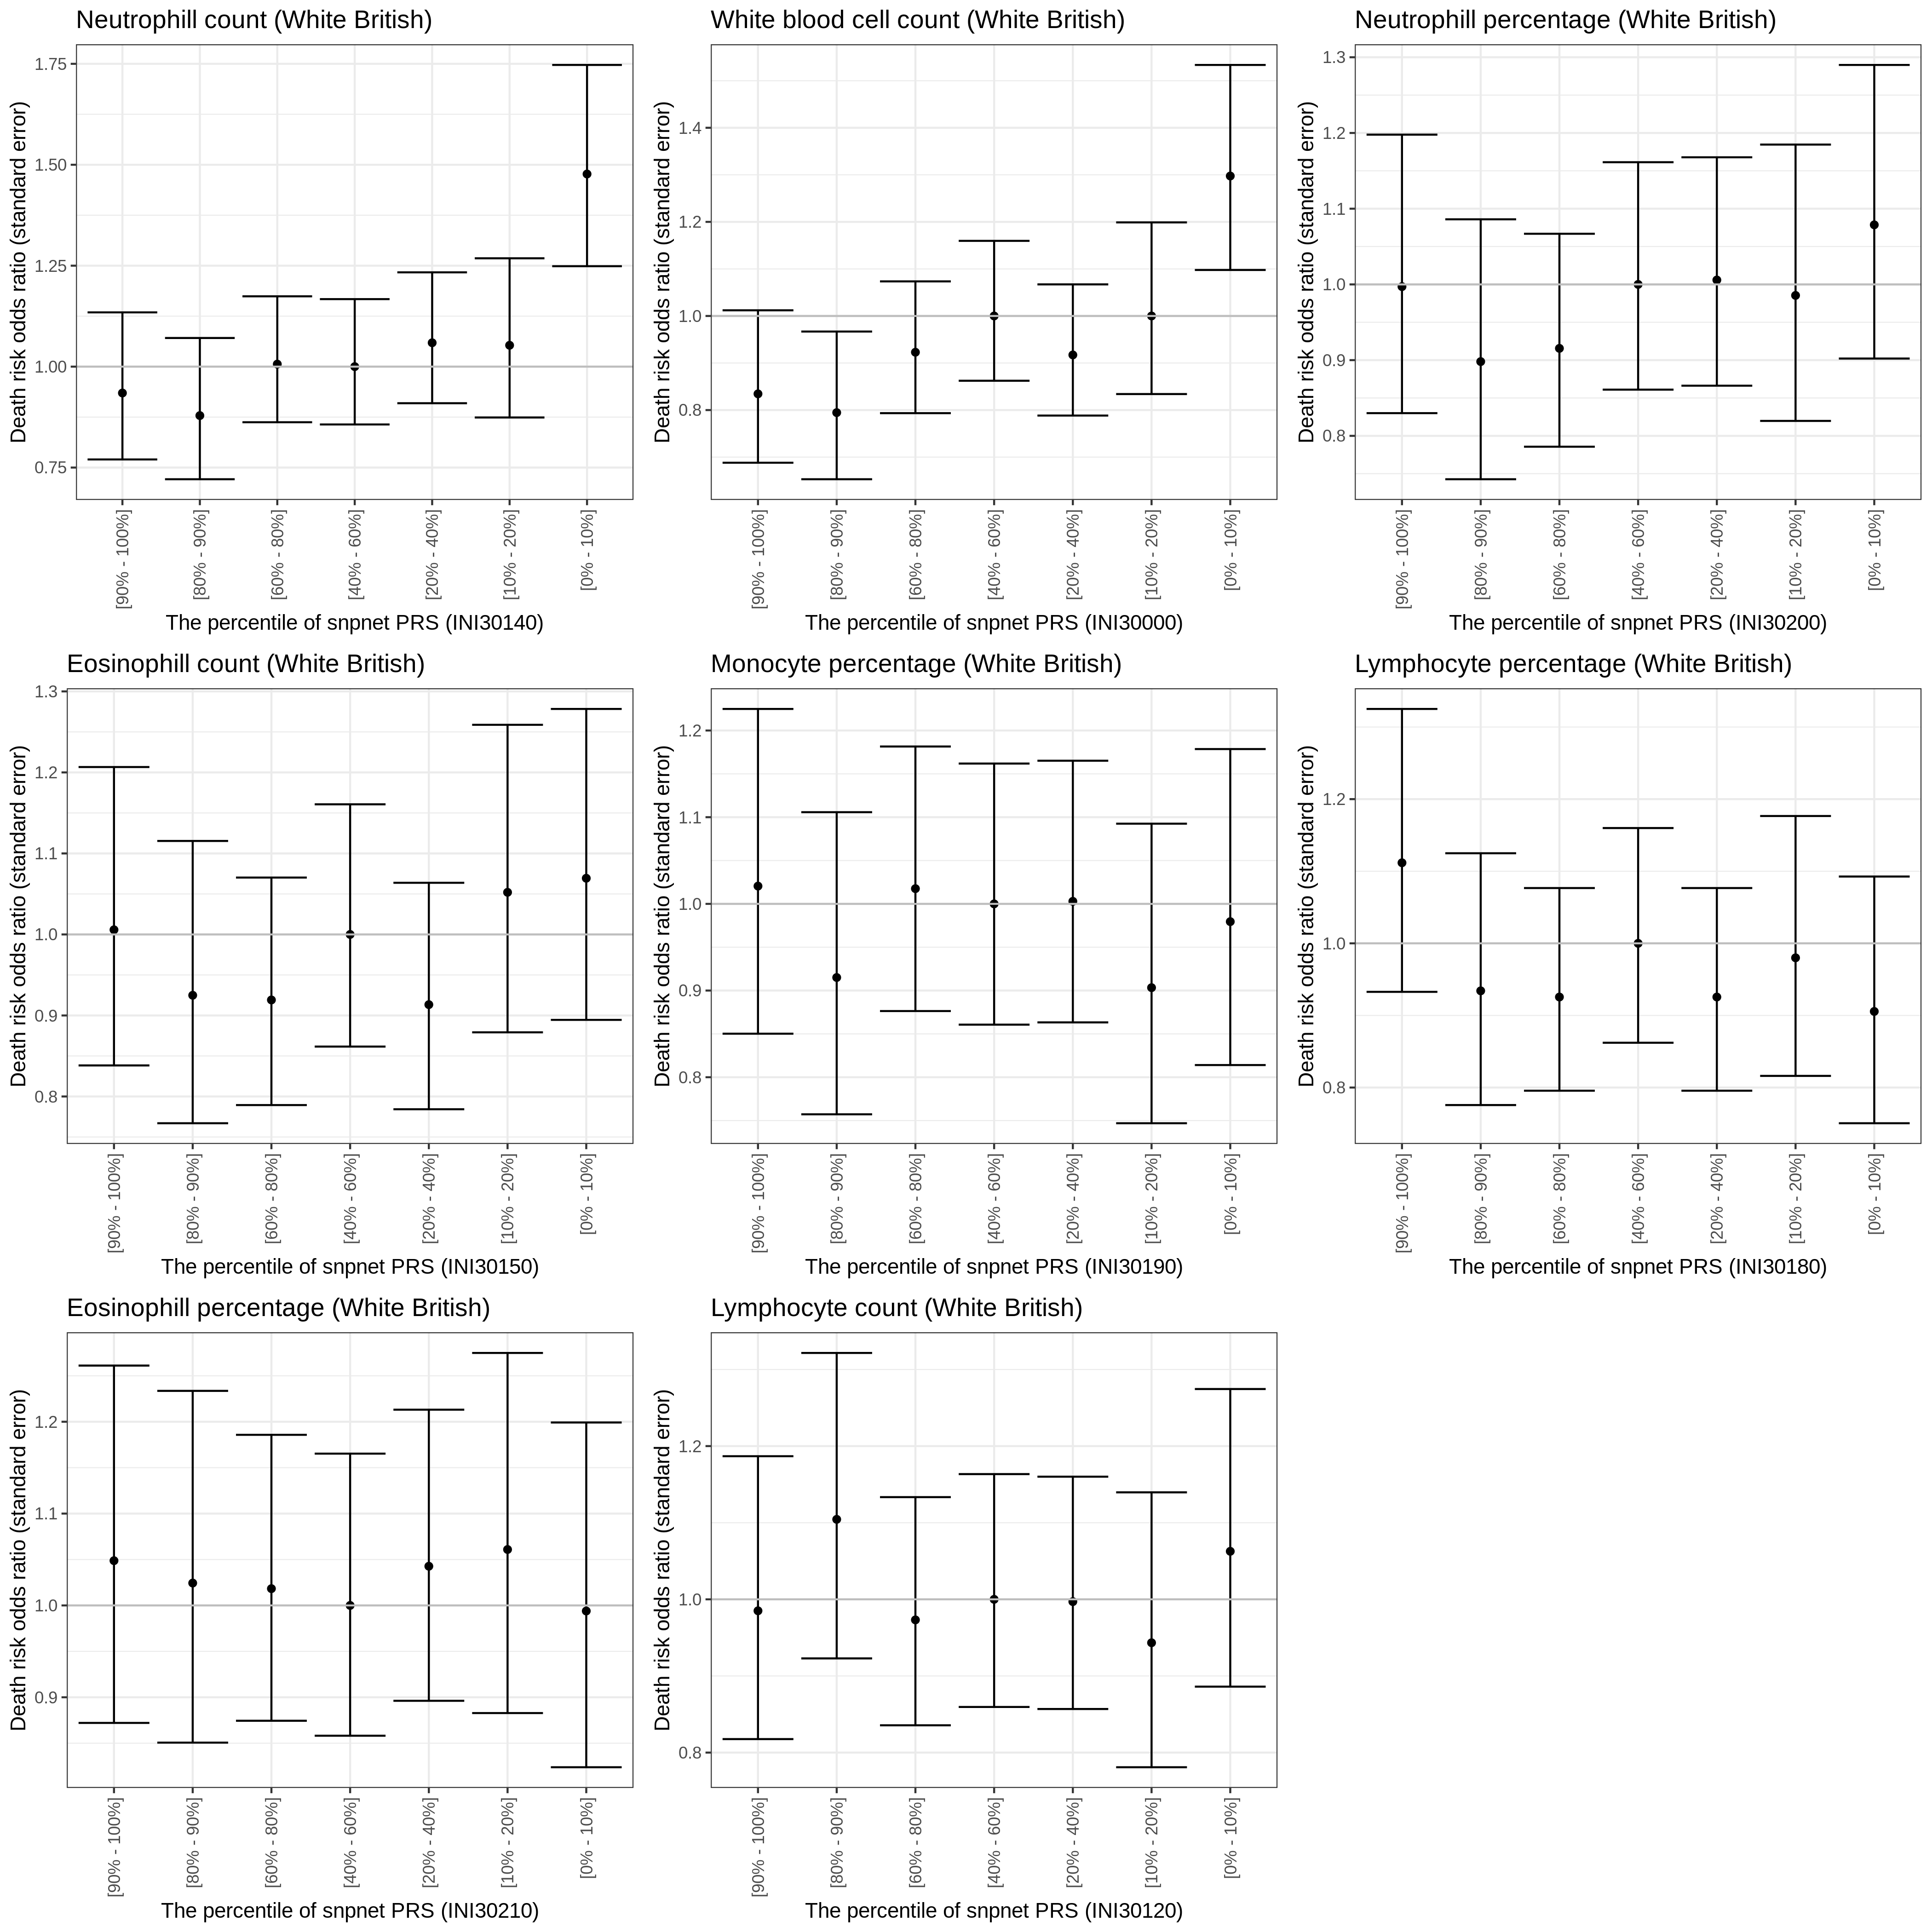 Neutrophill count (White British)
Death risk odds ratio (standard error)
1.75
1.50
1.25
1.00
0.75
[90% - 100%]
[80% - 90%]
[60% - 80%]
[40% - 60%]
[20% - 40%]
[10% - 20%]
[0% - 10%]
The percentile of snpnet PRS (INI30140)
White blood cell count (White British)
Death risk odds ratio (standard error)
1.4
1.2
1.0
0.8
[90% - 100%]
[80% - 90%]
[60% - 80%]
[40% - 60%]
[20% - 40%]
[10% - 20%]
[0% - 10%]
The percentile of snpnet PRS (INI30000)
Neutrophill percentage (White British)
Death risk odds ratio (standard error)
1.3
1.2
1.1
1.0
0.9
0.8
[90% - 100%]
[80% - 90%]
[60% - 80%]
[40% - 60%]
[20% - 40%]
[10% - 20%]
[0% - 10%]
The percentile of snpnet PRS (INI30200)
Eosinophill count (White British)
Death risk odds ratio (standard error)
1.3
1.2
1.1
1.0
0.9
0.8
[90% - 100%]
[80% - 90%]
[60% - 80%]
[40% - 60%]
[20% - 40%]
[10% - 20%]
[0% - 10%]
The percentile of snpnet PRS (INI30150)
Monocyte percentage (White British)
Death risk odds ratio (standard error)
1.2
1.1
1.0
0.9
0.8
[90% - 100%]
[80% - 90%]
[60% - 80%]
[40% - 60%]
[20% - 40%]
[10% - 20%]
[0% - 10%]
The percentile of snpnet PRS (INI30190)
Lymphocyte percentage (White British)
Death risk odds ratio (standard error)
1.2
1.0
0.8
[90% - 100%]
[80% - 90%]
[60% - 80%]
[40% - 60%]
[20% - 40%]
[10% - 20%]
[0% - 10%]
The percentile of snpnet PRS (INI30180)
Eosinophill percentage (White British)
Death risk odds ratio (standard error)
1.2
1.1
1.0
0.9
[90% - 100%]
[80% - 90%]
[60% - 80%]
[40% - 60%]
[20% - 40%]
[10% - 20%]
[0% - 10%]
The percentile of snpnet PRS (INI30210)
Lymphocyte count (White British)
Death risk odds ratio (standard error)
1.2
1.0
0.8
[90% - 100%]
[80% - 90%]
[60% - 80%]
[40% - 60%]
[20% - 40%]
[10% - 20%]
[0% - 10%]
The percentile of snpnet PRS (INI30120)